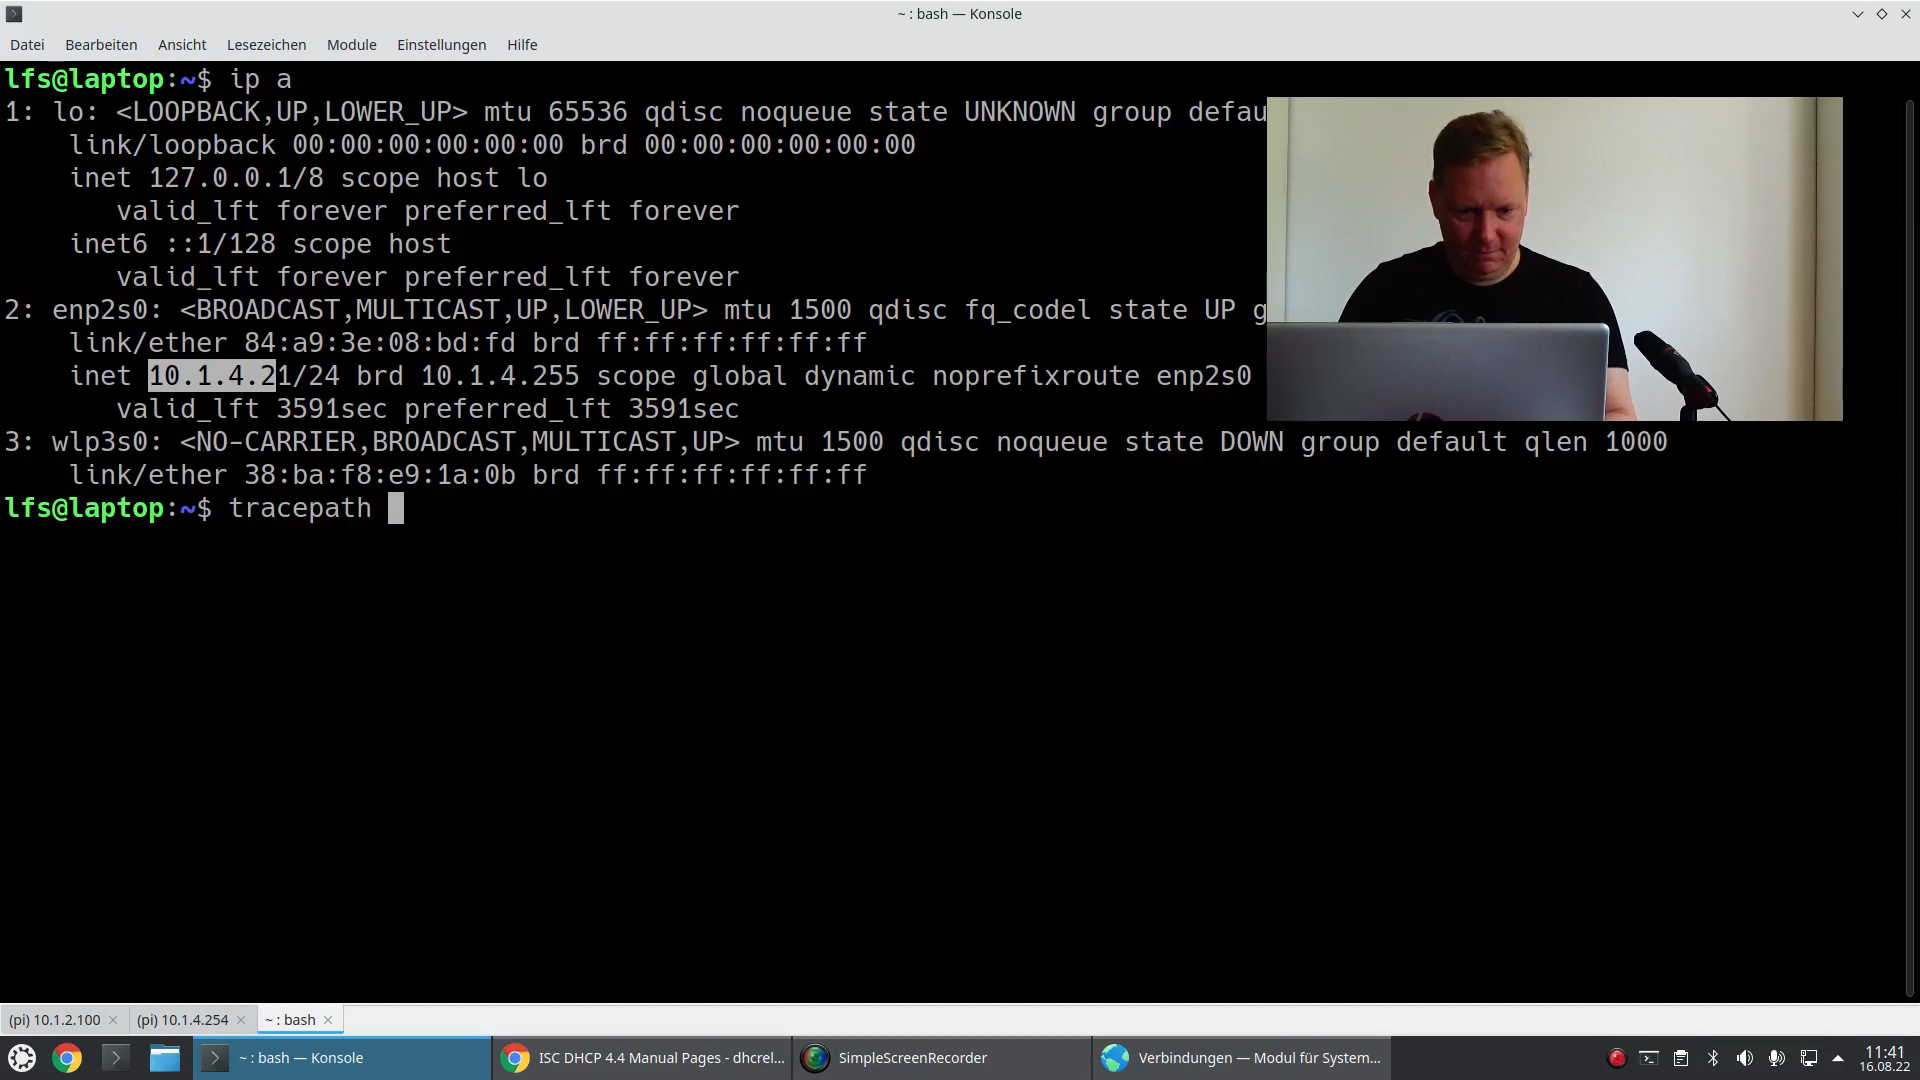 ~ : bash — Konsole
Datei Bearbeiten Ansicht Lesezeichen Module Einstellungen Hilfe
lfs@laptop:~$ ip a
1: lo: <LOOPBACK,UP,LOWER_UP> mtu 65536 qdisc noqueue state UNKNOWN group defau
link/loopback 00:00:00:00:00:00 brd 00:00:00:00:00:00
inet 127.0.0.1/8 scope host lo
valid_lft forever preferred_lft forever
inet6 ::1/128 scope host
valid_lft forever preferred_lft forever
2: enp2s0: <BROADCAST,MULTICAST,UP,LOWER_UP> mtu 1500 qdisc fq_codel state UP g
link/ether 84:a9:3e:08:bd:fd brd ff:ff:ff:ff:ff:ff
inet 10.1.4.21/24 brd 10.1.4.255 scope global dynamic noprefixroute enp2s0
valid_lft 3591sec preferred_lft 3591sec
3: wlp3s0: <NO-CARRIER,BROADCAST,MULTICAST,UP> mtu 1500 qdisc noqueue state DOWN group default qlen 1000
link/ether 38:ba:f8:e9:1a:0b brd ff:ff:ff:ff:ff:ff
lfs@laptop:~$ tracepath
(pi) 10.1.2.100 (pi) 10.1.4.254 ~ : bash
~ : bash — Konsole ISC DHCP 4.4 Manual Pages - dhcrel... SimpleScreenRecorder Verbindungen — Modul für System... 11:41
16.08.22